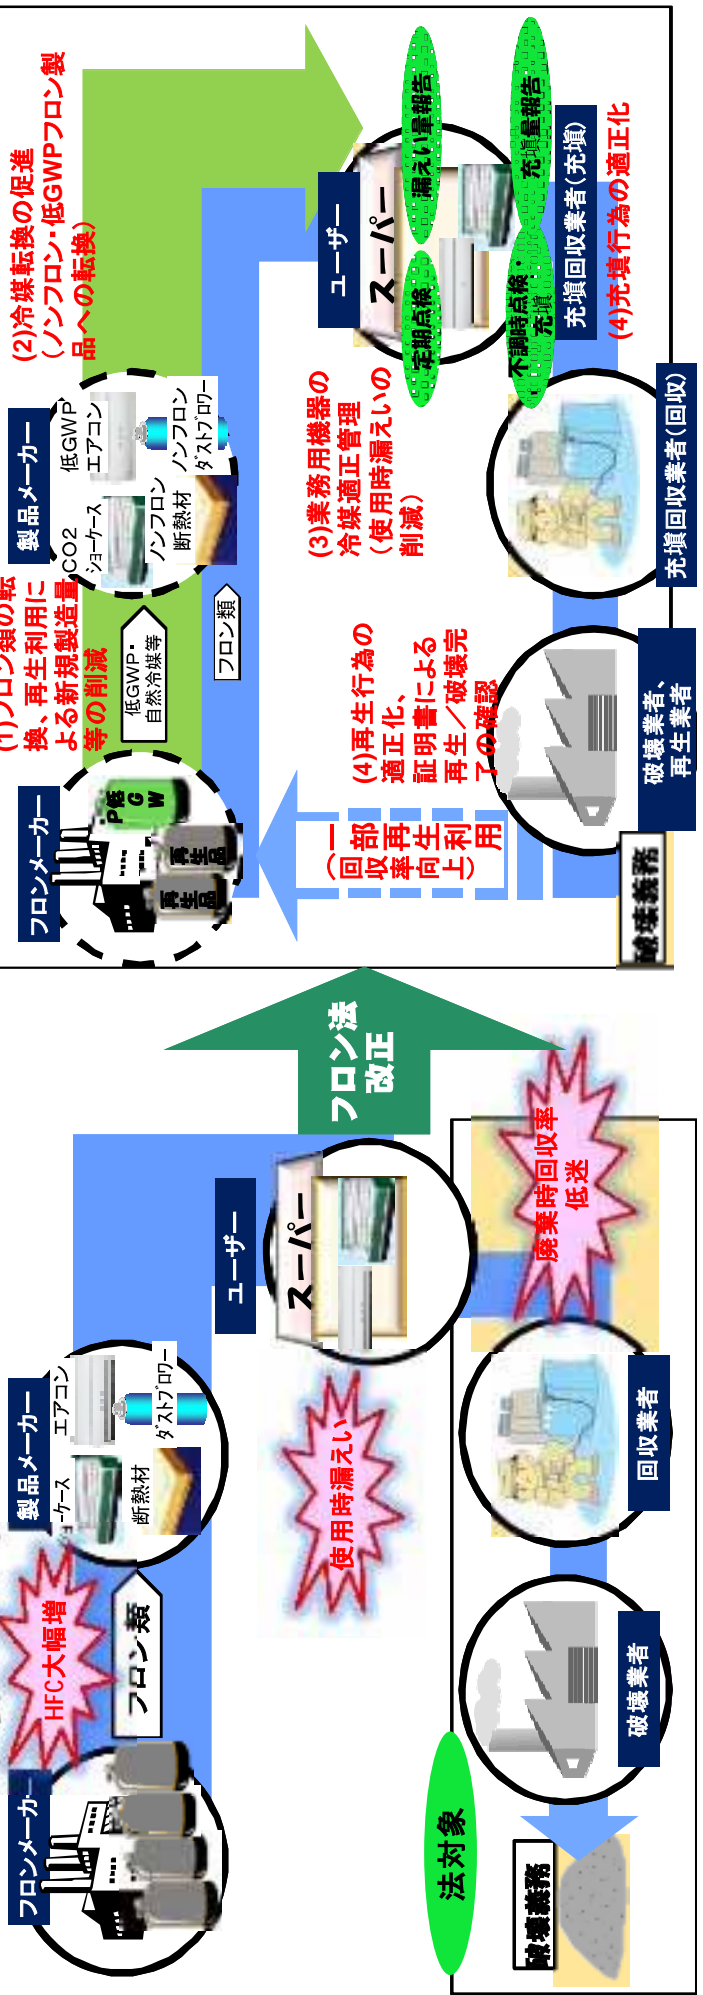 フロンメーカー
HFC大幅増
フロン類
製品メーカー
ョーケース
エアコン
断熱材
ダストブロワー
ユーザー
スーパー
使用時漏えい
法対象
破壊義務
破壊業者
回収業者
廃棄時回収率
低迷
フロン法
改正
フロンメーカー
低
GW
P
再生品
再生品
(1)フロン類の転
換、再生利用に
よる新規製造量
等の削減
低GWP・
自然冷媒等
フロン類
製品メーカー
CO2
ショーケース
低GWP
エアコン
ノンフロン
断熱材
ノンフロン
ダストブロワー
(2)冷媒転換の促進
(ノンフロン・低GWPフロン製
品への転換)
ユーザー
スーパー
定期点検
漏えい量報告
不調時点検・
充填
充填量報告
(3)業務用機器の
冷媒適正管理
(使用時漏えいの
削減)
充填回収業者(充填)
(4)充填行為の適正化
充填回収業者(回収)
(4)再生行為の
適正化、
証明書による
再生/破壊完
了の確認
破壊業者、
再生業者
一部再生利用
(回収率向上)
破壊義務